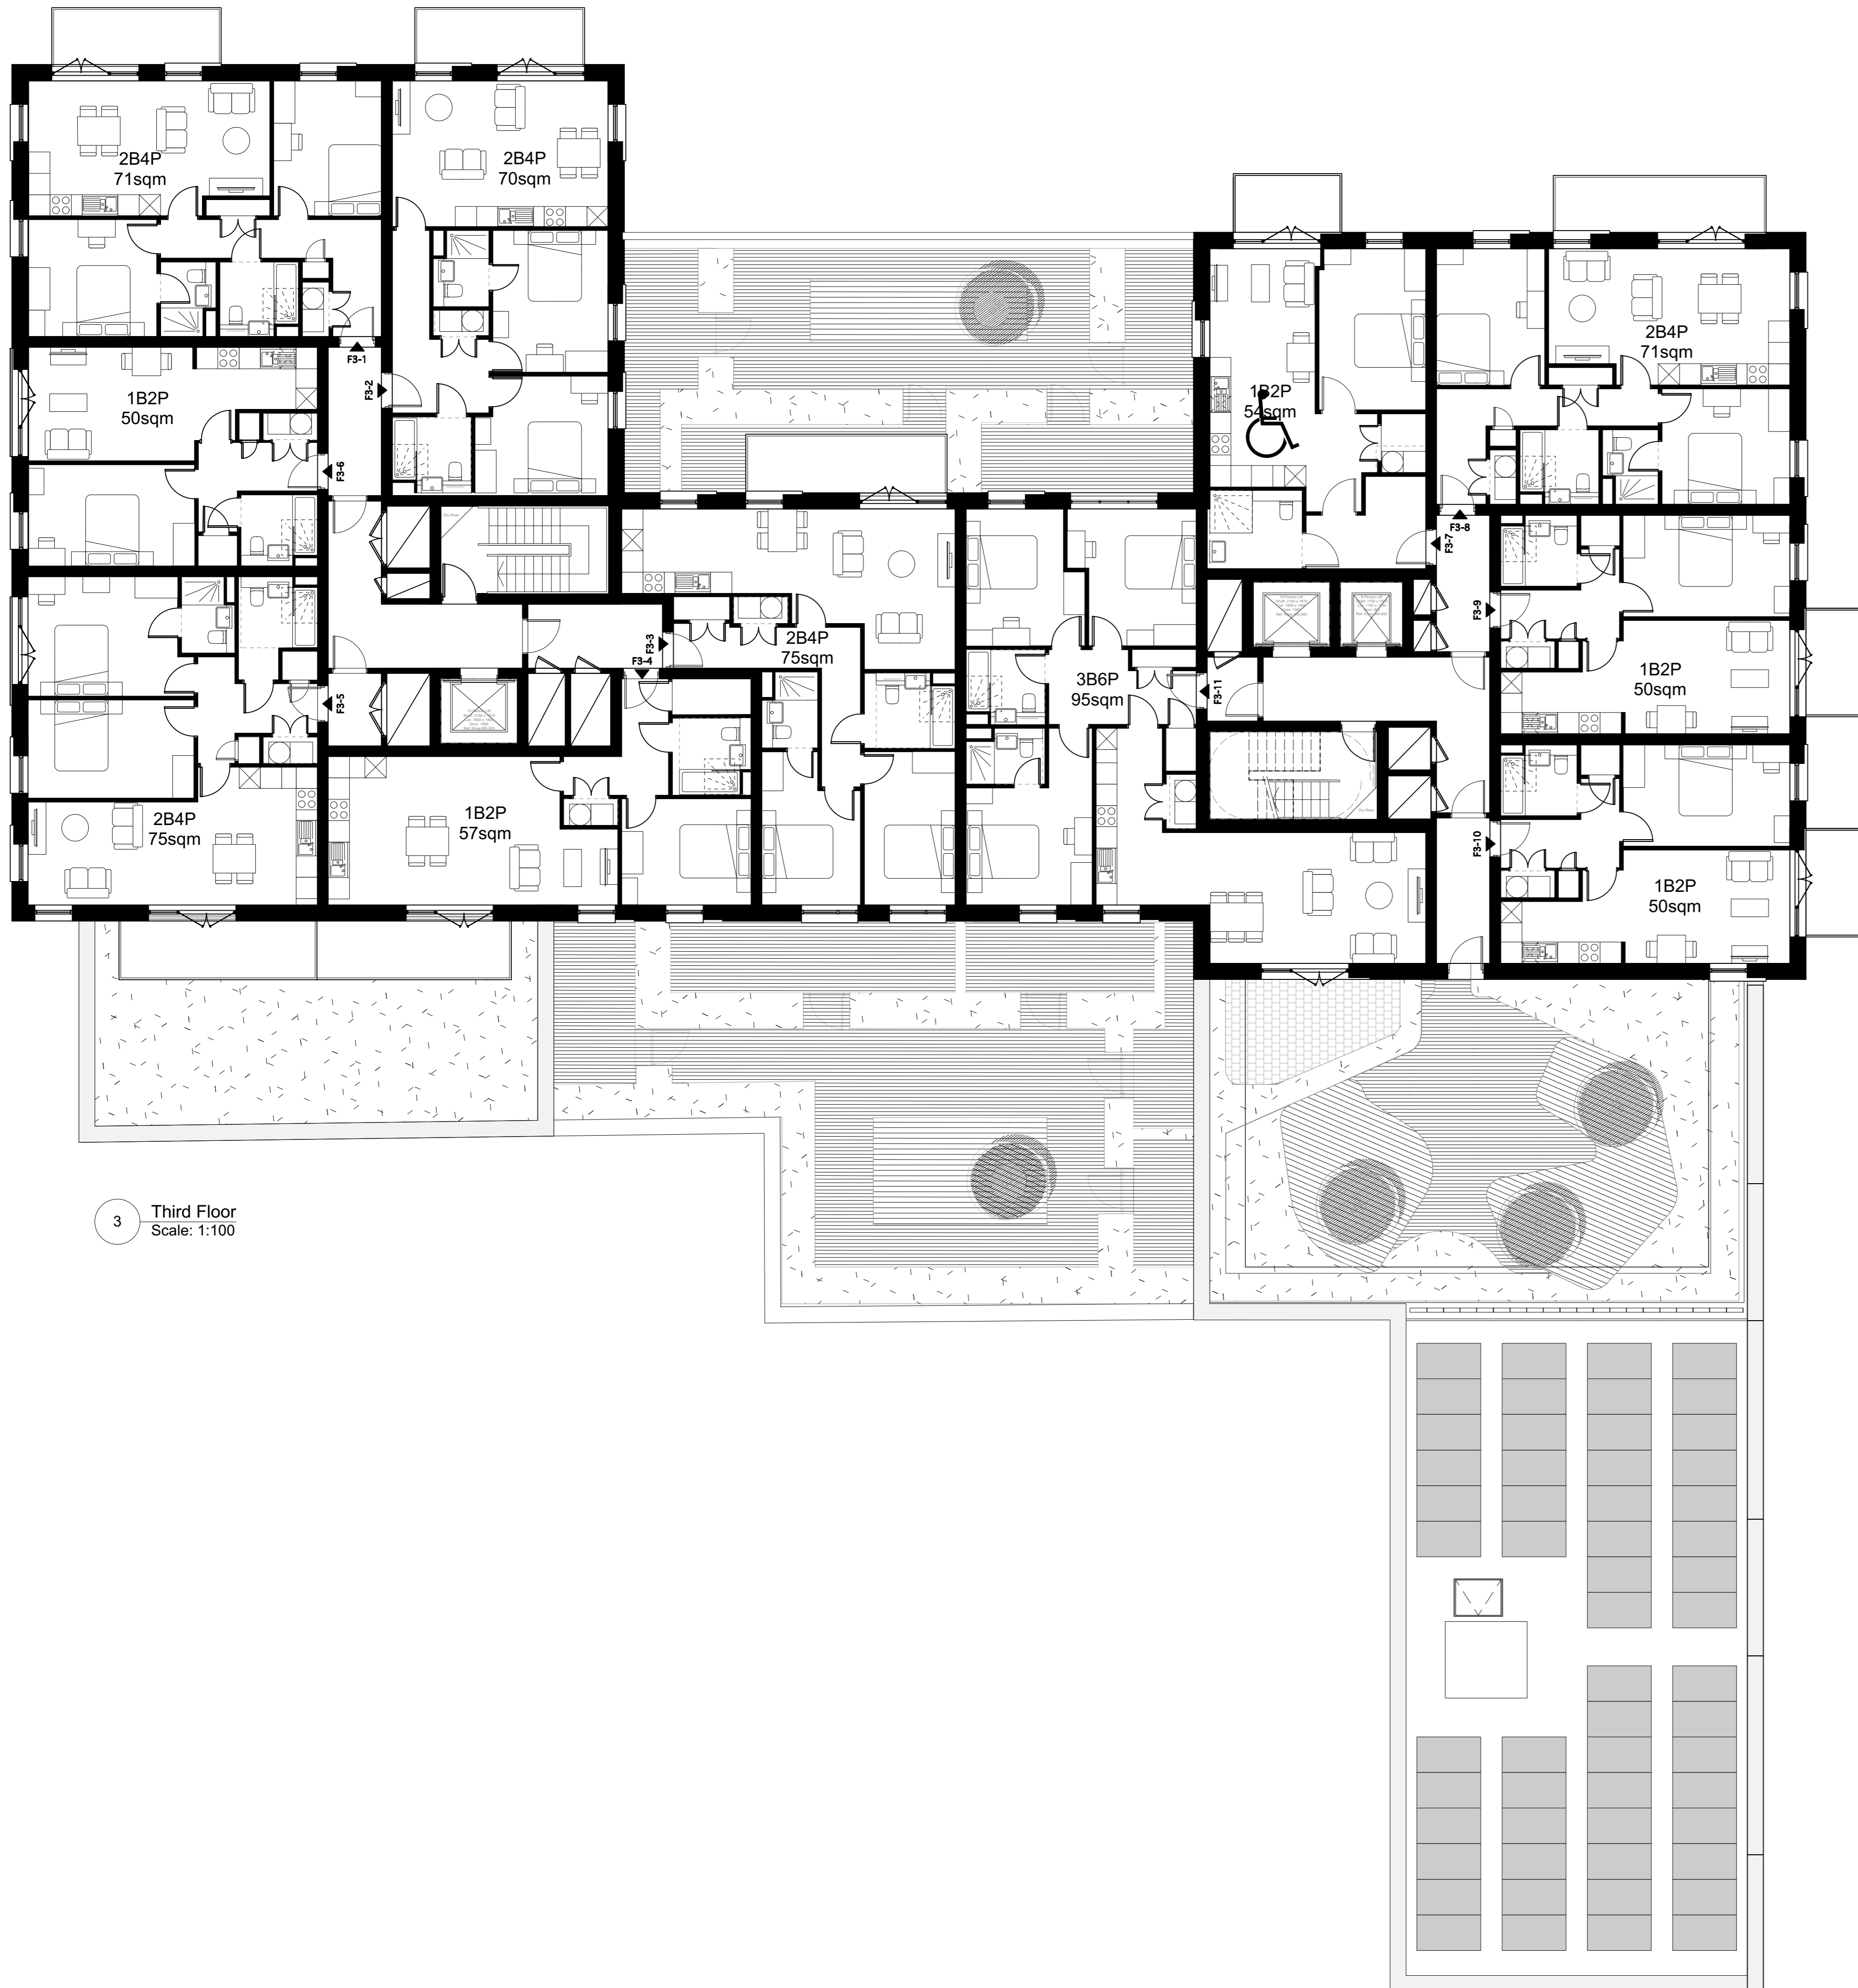 2B4P
71sqm
2B4P
70sqm
1B2P
50sqm
F3-1
F3-2
F3-6
1B2P
54sqm
2B4P
71sqm
F3-8
F3-7
F3-9
F3-3
F3-4
2B4P
75sqm
3B6P
95sqm
F3-11
1B2P
50sqm
F3-5
2B4P
75sqm
1B2P
57sqm
F3-10
1B2P
50sqm
3
Third Floor
Scale: 1:100